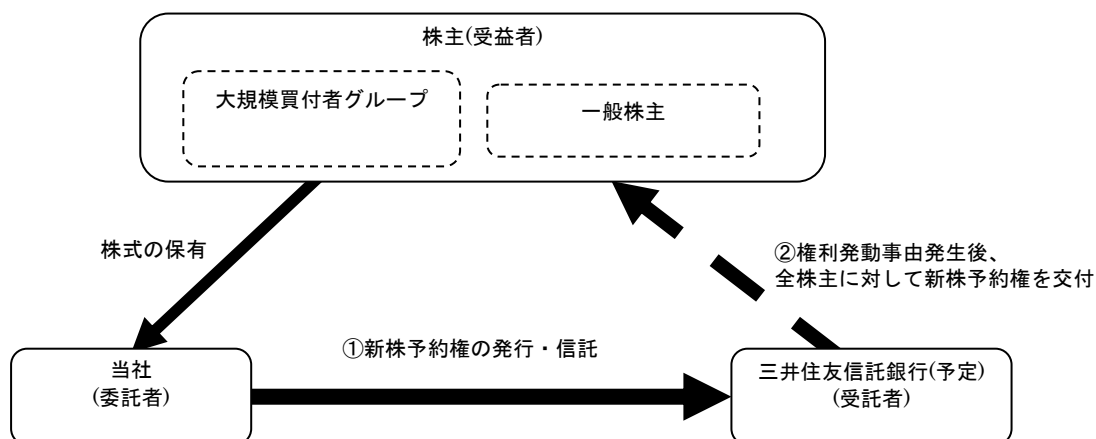 株主(受益者)
大規模買付者グループ
一般株主
株式の保有
②権利発動事由発生後、
全株主に対して新株予約権を交付
①新株予約権の発行・信託
当社
(委託者)
三井住友信託銀行(予定)
(受託者)